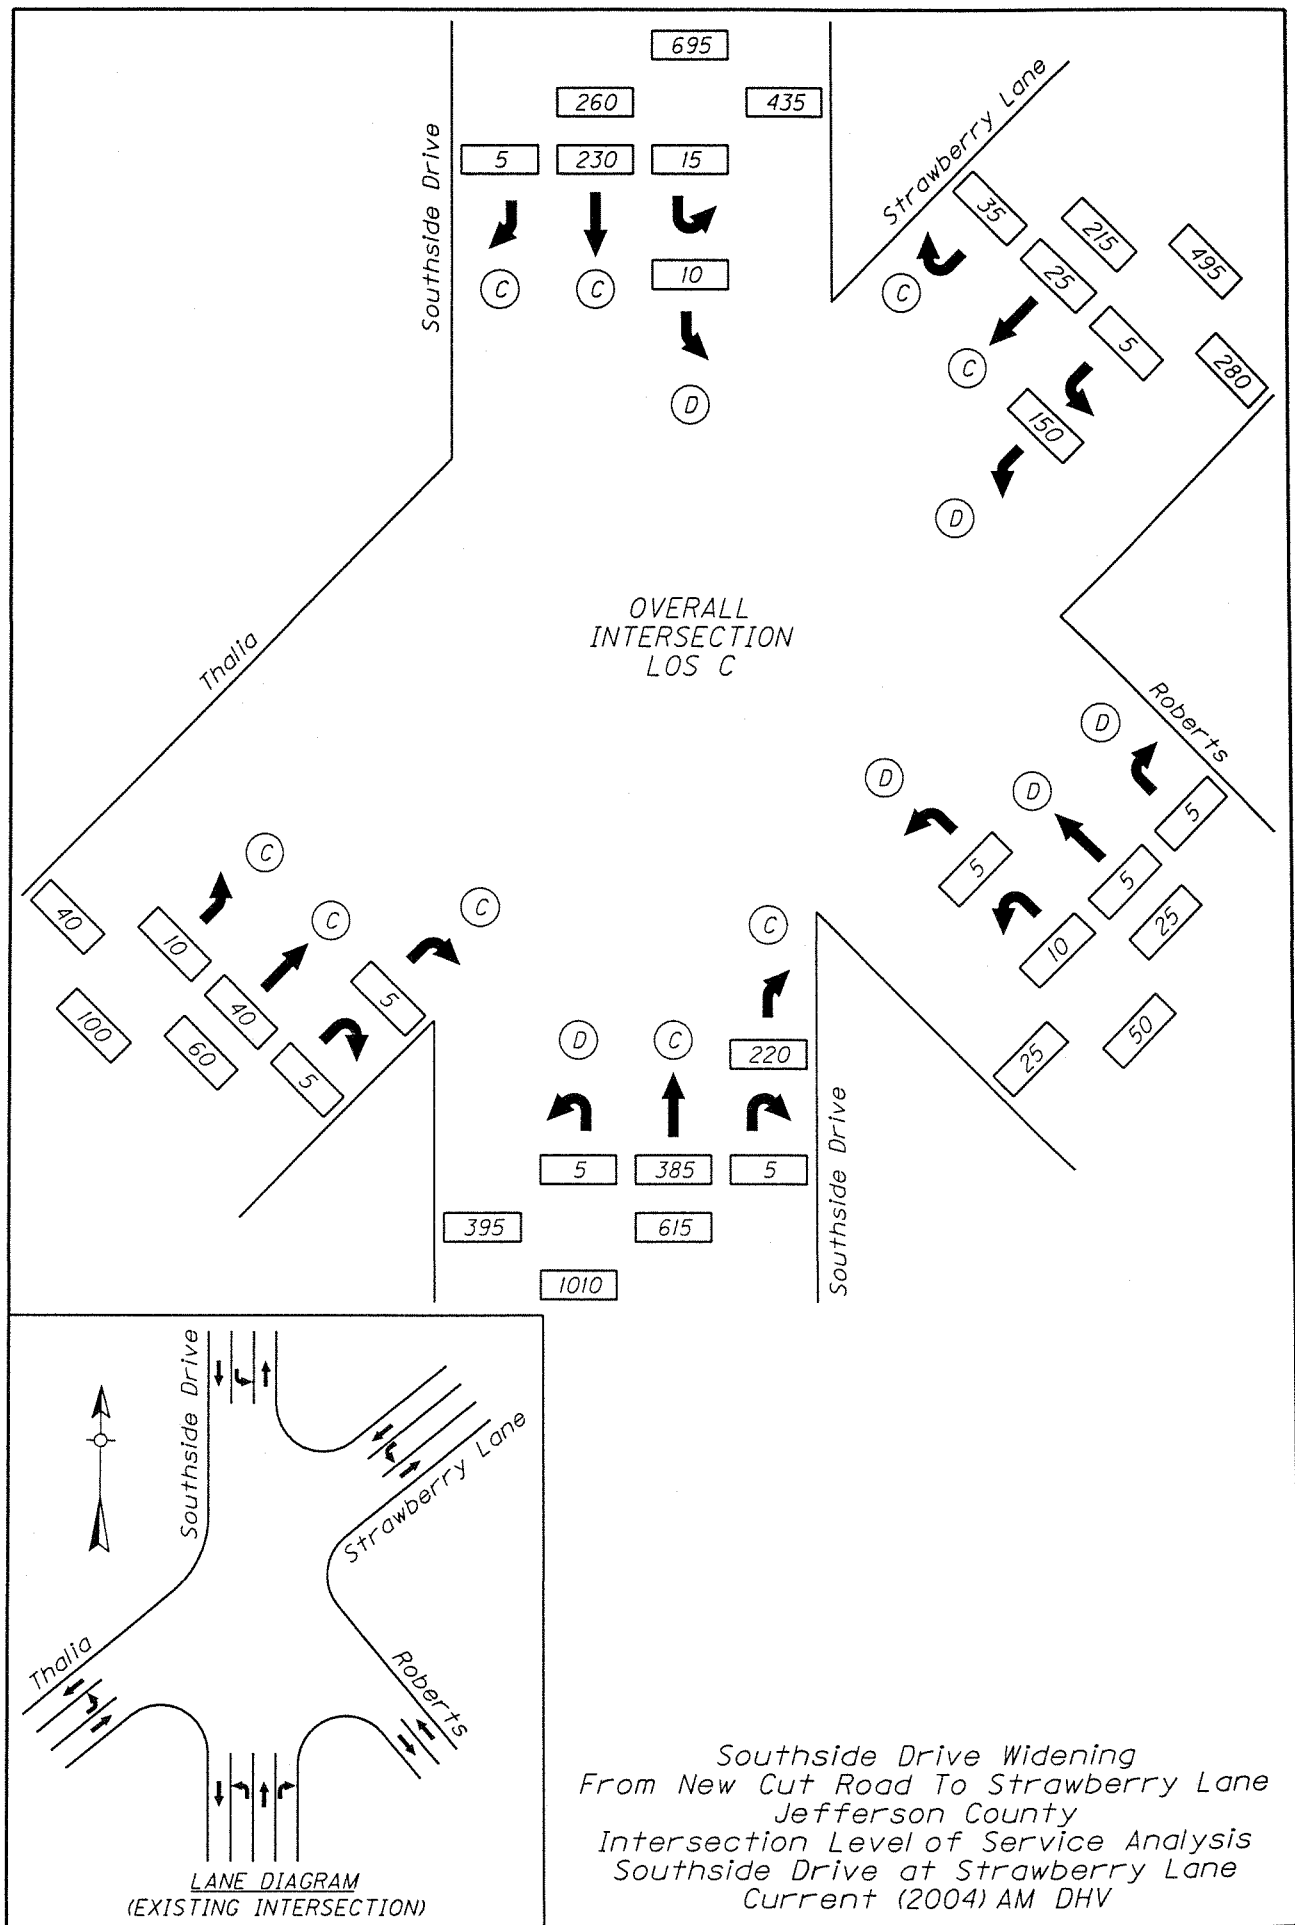 695
260
435
5
230
15
10
Southside Drive
C
C
D
Strawberry Lane
35
215
495
25
5
280
150
C
C
D
OVERALL
INTERSECTION
LOS C
Thalia
Roberts
D
D
D
5
5
5
10
25
25
50
C
C
C
40
10
40
5
5
100
60
D
C
C
220
5
385
5
395
615
1010
Southside Drive
Southside Drive
Strawberry Lane
Thalia
Roberts
LANE DIAGRAM
(EXISTING INTERSECTION)
Southside Drive Widening
From New Cut Road To Strawberry Lane
Jefferson County
Intersection Level of Service Analysis
Southside Drive at Strawberry Lane
Current (2004) AM DHV